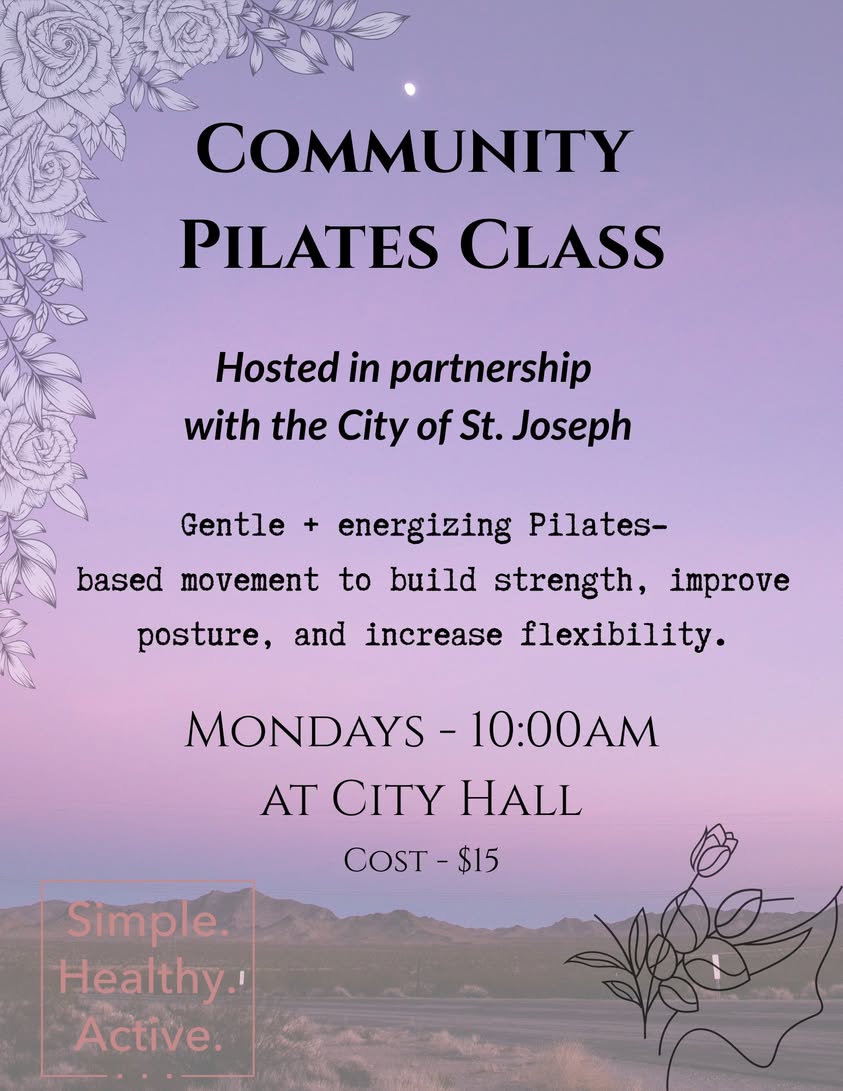 Community
Pilates Class
Hosted in partnership
with the City of St. Joseph
Gentle + energizing Pilates-
based movement to build strength, improve
posture, and increase flexibility.
Mondays - 10:00am
at City Hall
Cost - $15
Simple.
Healthy.
Active.